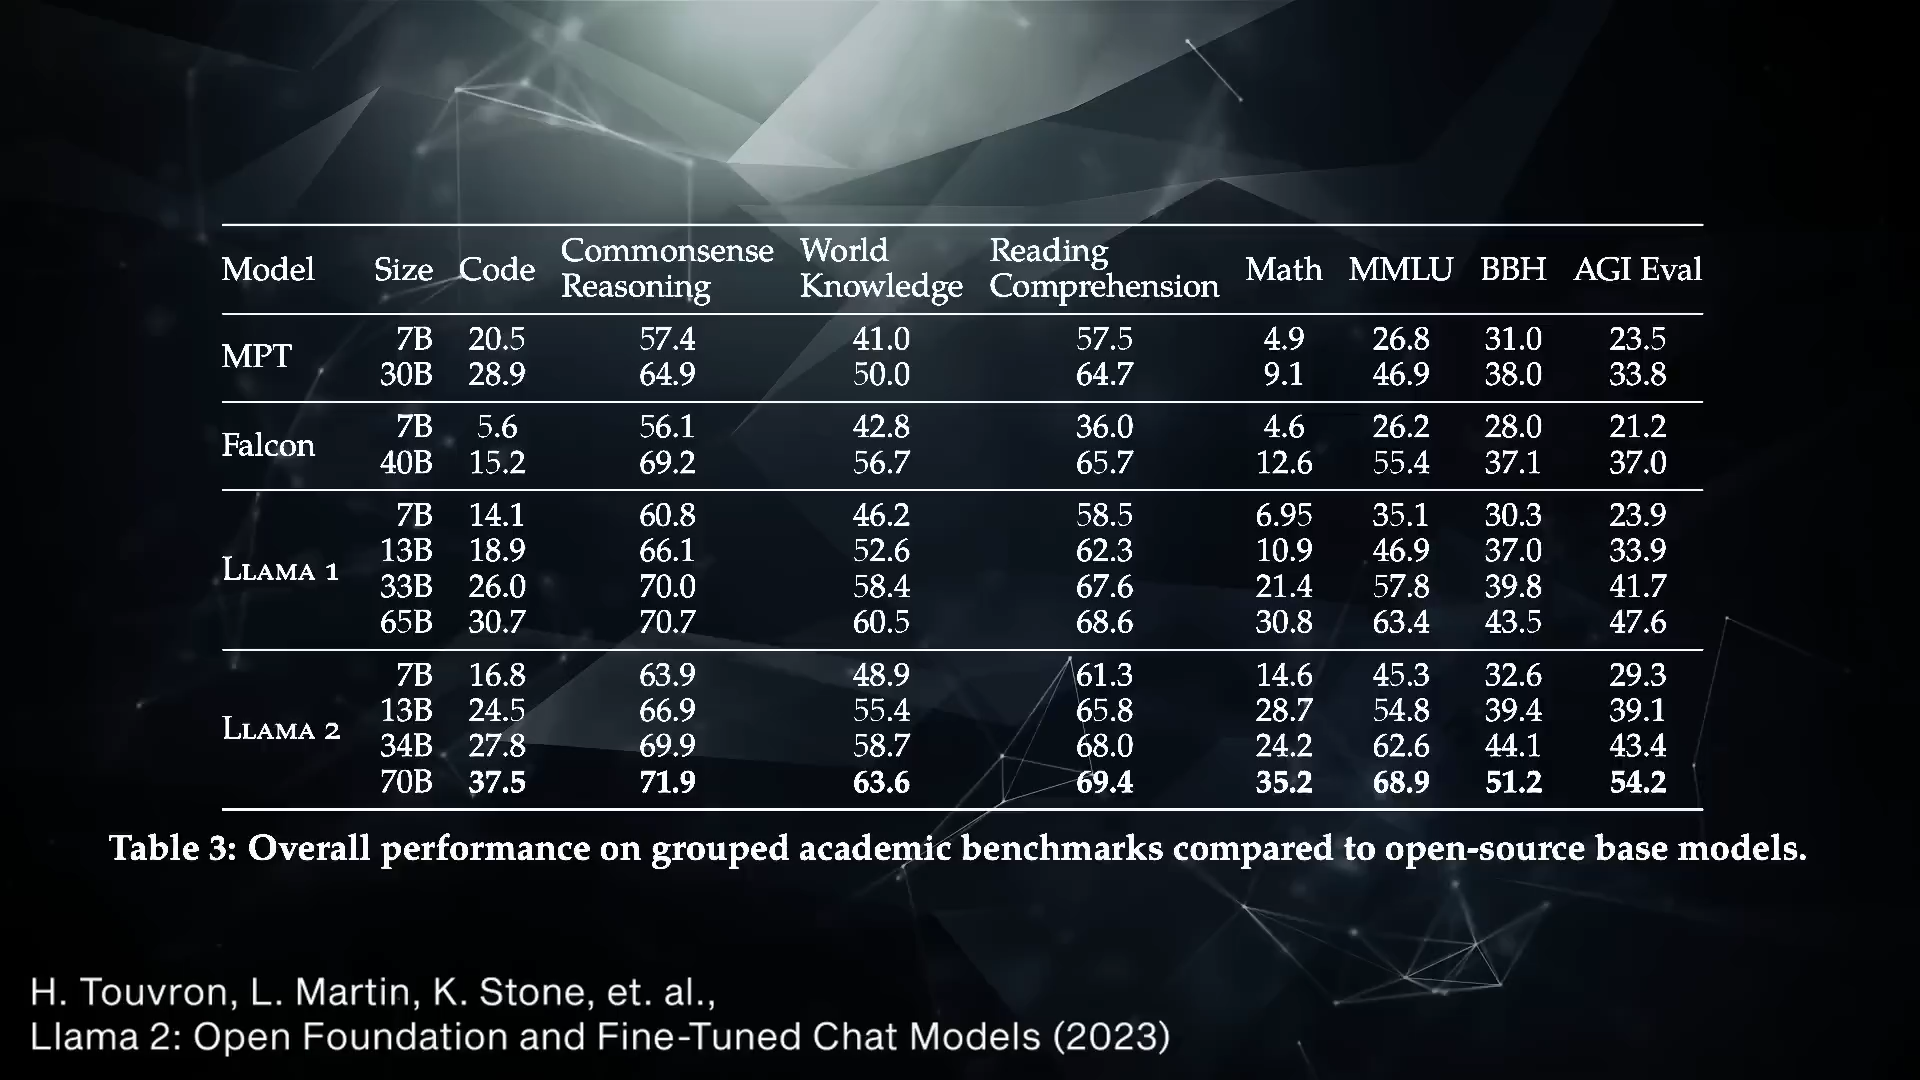 Model Size Code Commonsense Reasoning World Knowledge Reading Comprehension Math MMLU BBH AGI Eval
MPT 7B 20.5 57.4 41.0 57.5 4.9 26.8 31.0 23.5
30B 28.9 64.9 50.0 64.7 9.1 46.9 38.0 33.8
Falcon 7B 5.6 56.1 42.8 36.0 4.6 26.2 28.0 21.2
40B 15.2 69.2 56.7 65.7 12.6 55.4 37.1 37.0
LLAMA 1 7B 14.1 60.8 46.2 58.5 6.95 35.1 30.3 23.9
13B 18.9 66.1 52.6 62.3 10.9 46.9 37.0 33.9
33B 26.0 70.0 58.4 67.6 21.4 57.8 39.8 41.7
65B 30.7 70.7 60.5 68.6 30.8 63.4 43.5 47.6
LLAMA 2 7B 16.8 63.9 48.9 61.3 14.6 45.3 32.6 29.3
13B 24.5 66.9 55.4 65.8 28.7 54.8 39.4 39.1
34B 27.8 69.9 58.7 68.0 24.2 62.6 44.1 43.4
70B 37.5 71.9 63.6 69.4 35.2 68.9 51.2 54.2
Table 3: Overall performance on grouped academic benchmarks compared to open-source base models.
H. Touvron, L. Martin, K. Stone, et. al.,
Llama 2: Open Foundation and Fine-Tuned Chat Models (2023)